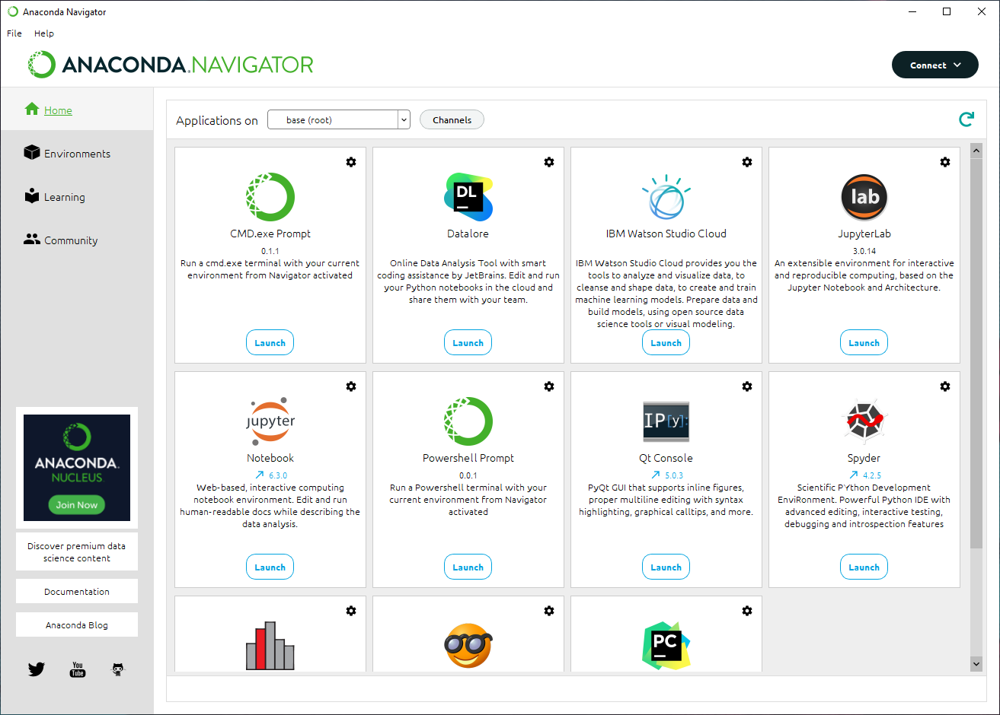 Anaconda Navigator
File Help
ANACONDA.NAVIGATOR
Connect
Home
Environments
Learning
Community
ANACONDA.
NUCLEUS
Join Now
Discover premium data
science content
Documentation
Anaconda Blog
You
Tube
Applications on
base (root)
Channels
CMD.exe Prompt
0.1.1
Run a cmd.exe terminal with your current
environment from Navigator activated
Launch
DL
Datalore
Online Data Analysis Tool with smart
coding assistance by JetBrains. Edit and run
your Python notebooks in the cloud and
share them with your team.
Launch
IBM Watson Studio Cloud
IBM Watson Studio Cloud provides you the
tools to analyze and visualize data, to
cleanse and shape data, to create and train
machine learning models. Prepare data and
build models, using open source data
science tools or visual modeling.
Launch
lab
JupyterLab
3.0.14
An extensible environment for interactive
and reproducible computing, based on the
Jupyter Notebook and Architecture.
Launch
jupyter
Notebook
6.3.0
Web-based, interactive computing
notebook environment. Edit and run
human-readable docs while describing the
data analysis.
Launch
Powershell Prompt
0.0.1
Run a Powershell terminal with your
current environment from Navigator
activated
Launch
IP[y]:
Qt Console
5.0.3
PyQt GUI that supports inline figures,
proper multiline editing with syntax
highlighting, graphical calltips, and more.
Launch
Spyder
4.2.5
Scientific PYthon Development
EnviRonment. Powerful Python IDE with
advanced editing, interactive testing,
debugging and introspection features
Launch
PC